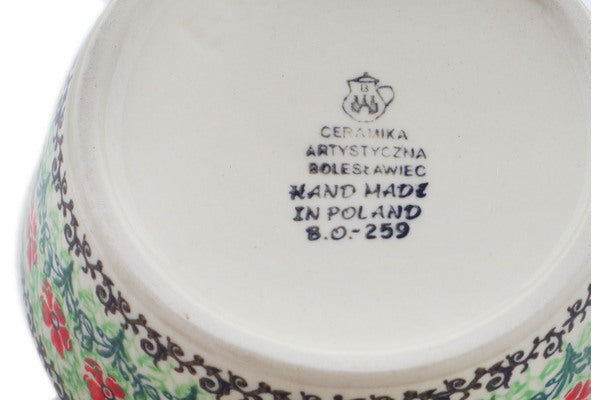 B
CERAMIKA
ARTYSTYCZNA
BOLESŁAWIEC
HAND MADE
IN POLAND
B.O.-259